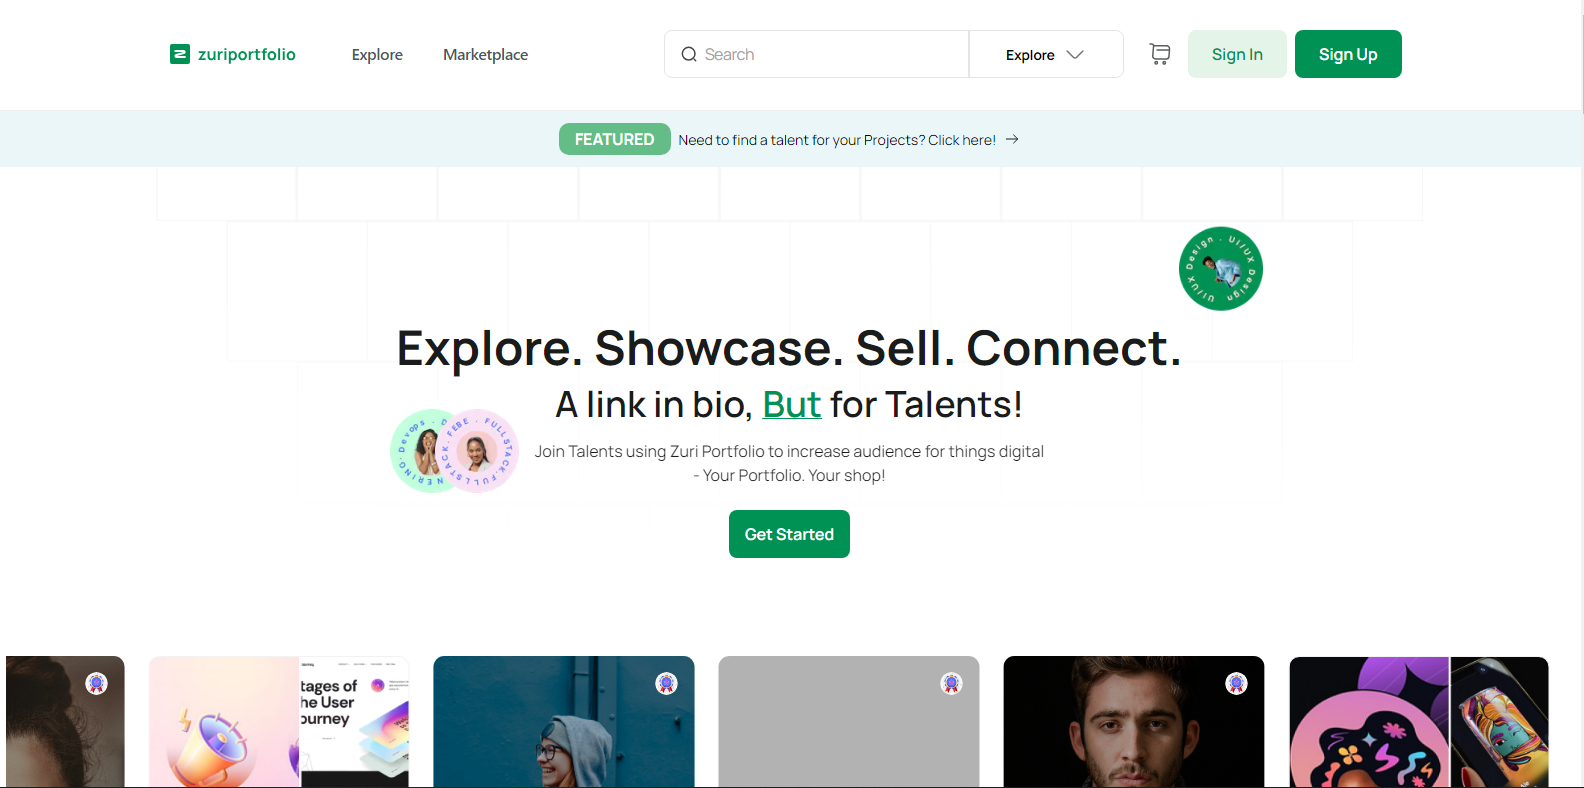 zuriportfolio
Explore
Marketplace
Search
Explore
Sign In
Sign Up
FEATURED
Need to find a talent for your Projects? Click here!
Ui/Ux Design - Ui/Ux Design
Explore. Showcase. Sell. Connect.
A link in bio, But for Talents!
Devops
NERING
FEBE - FULLSTACK.FULLSTACK.
Join Talents using Zuri Portfolio to increase audience for things digital
- Your Portfolio. Your shop!
Get Started
tages of
he User
ourney